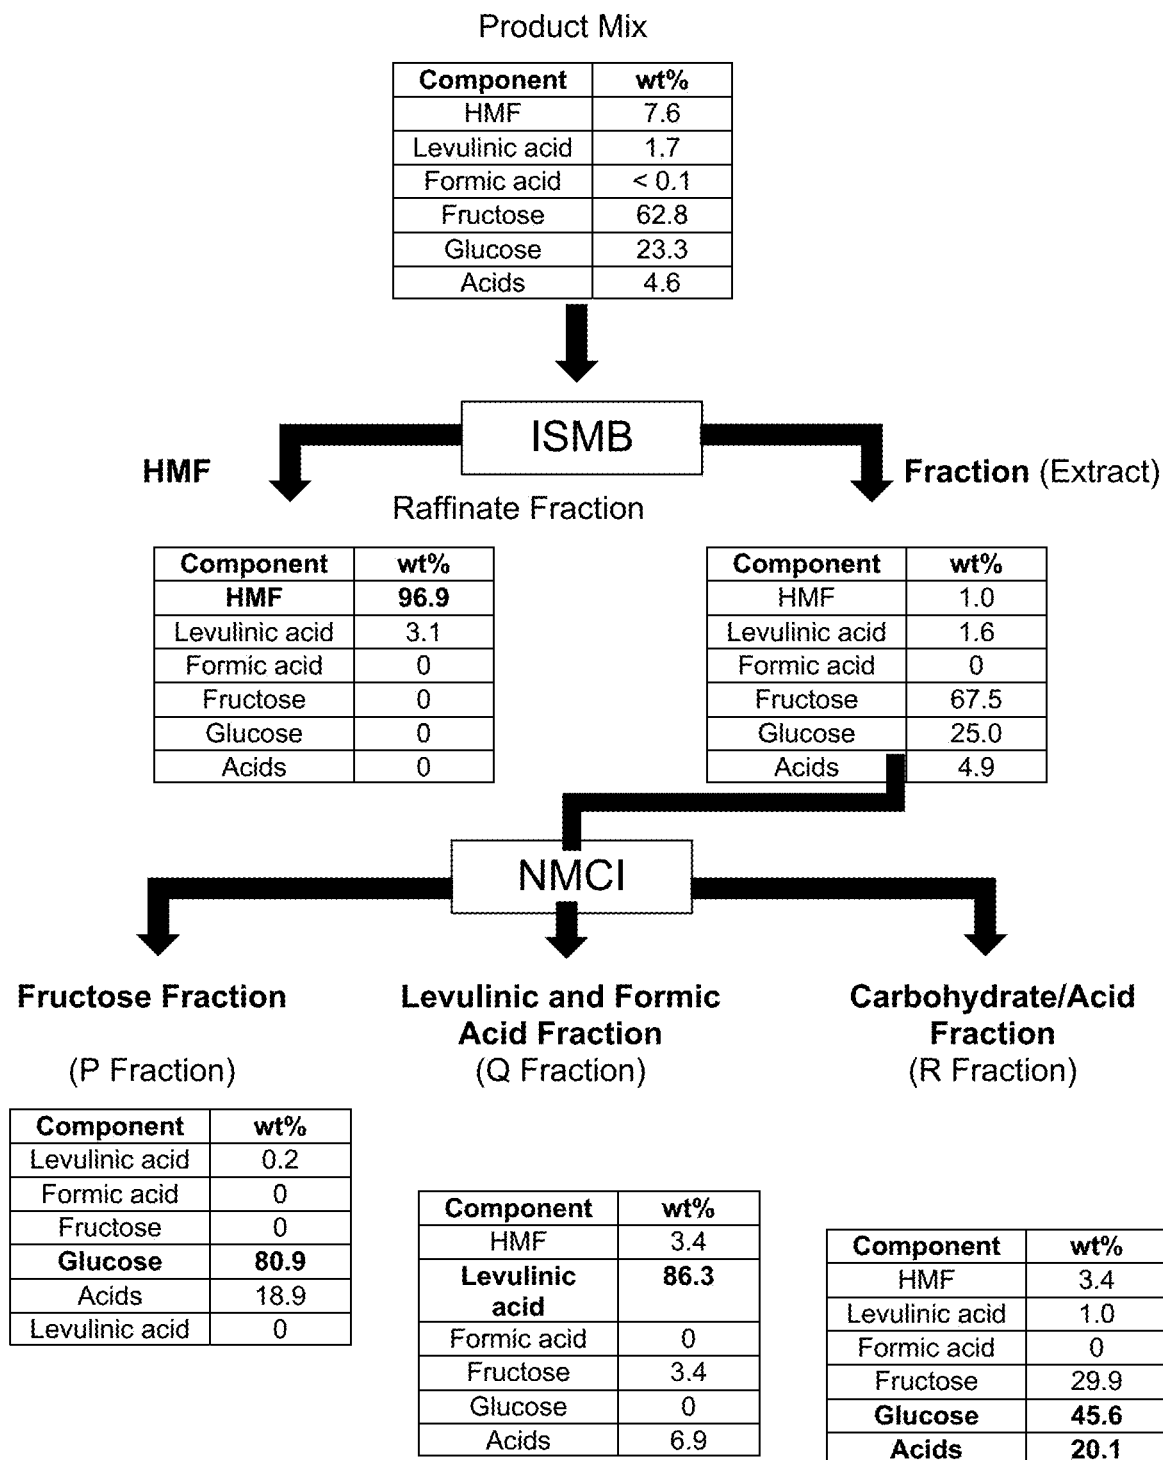 Product Mix
Component wt%
HMF 7.6
Levulinic acid 1.7
Formic acid < 0.1
Fructose 62.8
Glucose 23.3
Acids 4.6
ISMB
HMF
Fraction (Extract)
Raffinate Fraction
Component wt%
HMF 96.9
Levulinic acid 3.1
Formic acid 0
Fructose 0
Glucose 0
Acids 0
Component wt%
HMF 1.0
Levulinic acid 1.6
Formic acid 0
Fructose 67.5
Glucose 25.0
Acids 4.9
NMCI
Fructose Fraction
(P Fraction)
Levulinic and Formic
Acid Fraction
(Q Fraction)
Carbohydrate/Acid
Fraction
(R Fraction)
Component wt%
Levulinic acid 0.2
Formic acid 0
Fructose 0
Glucose 80.9
Acids 18.9
Levulinic acid 0
Component wt%
HMF 3.4
Levulinic 86.3
acid
Formic acid 0
Fructose 3.4
Glucose 0
Acids 6.9
Component wt%
HMF 3.4
Levulinic acid 1.0
Formic acid 0
Fructose 29.9
Glucose 45.6
Acids 20.1